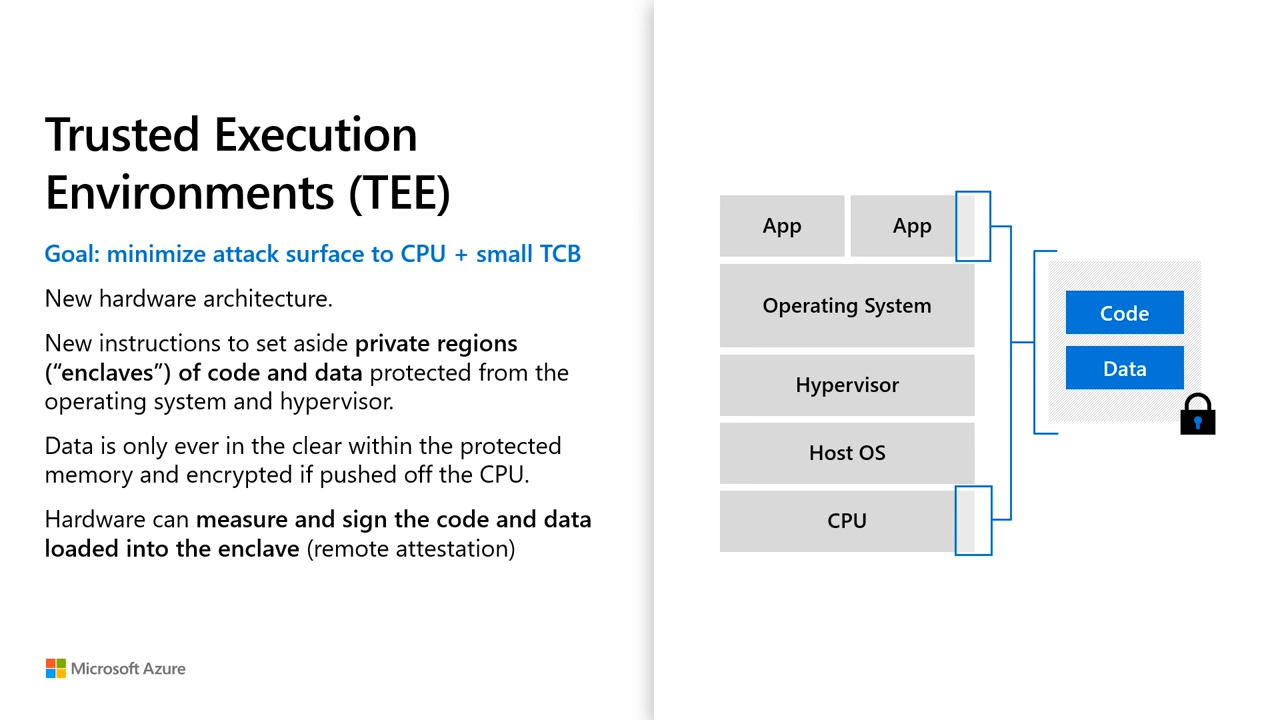 Trusted Execution
Environments (TEE)
Goal: minimize attack surface to CPU + small TCB
New hardware architecture.
New instructions to set aside private regions
(“enclaves”) of code and data protected from the
operating system and hypervisor.
Data is only ever in the clear within the protected
memory and encrypted if pushed off the CPU.
Hardware can measure and sign the code and data
loaded into the enclave (remote attestation)
Microsoft Azure
App
App
Operating System
Hypervisor
Host OS
CPU
Code
Data